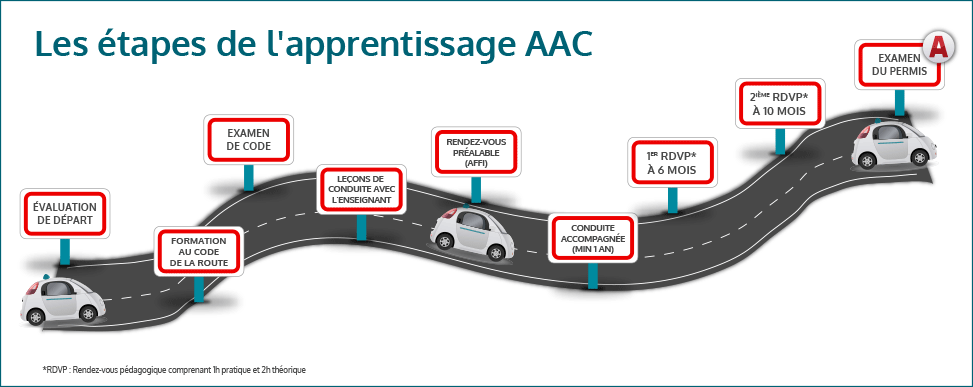 Les étapes de l'apprentissage AAC
A
EXAMEN
DU PERMIS
2IÈME RDVP*
À 10 MOIS
EXAMEN
DE CODE
RENDEZ-VOUS
PRÉALABLE
(AFFI)
1ER RDVP*
À 6 MOIS
LEÇONS DE
CONDUITE AVEC
L'ENSEIGNANT
ÉVALUATION
DE DÉPART
FORMATION
AU CODE
DE LA ROUTE
CONDUITE
ACCOMPAGNÉE
(MIN 1 AN)
*RDVP : Rendez-vous pédagogique comprenant 1h pratique et 2h théorique